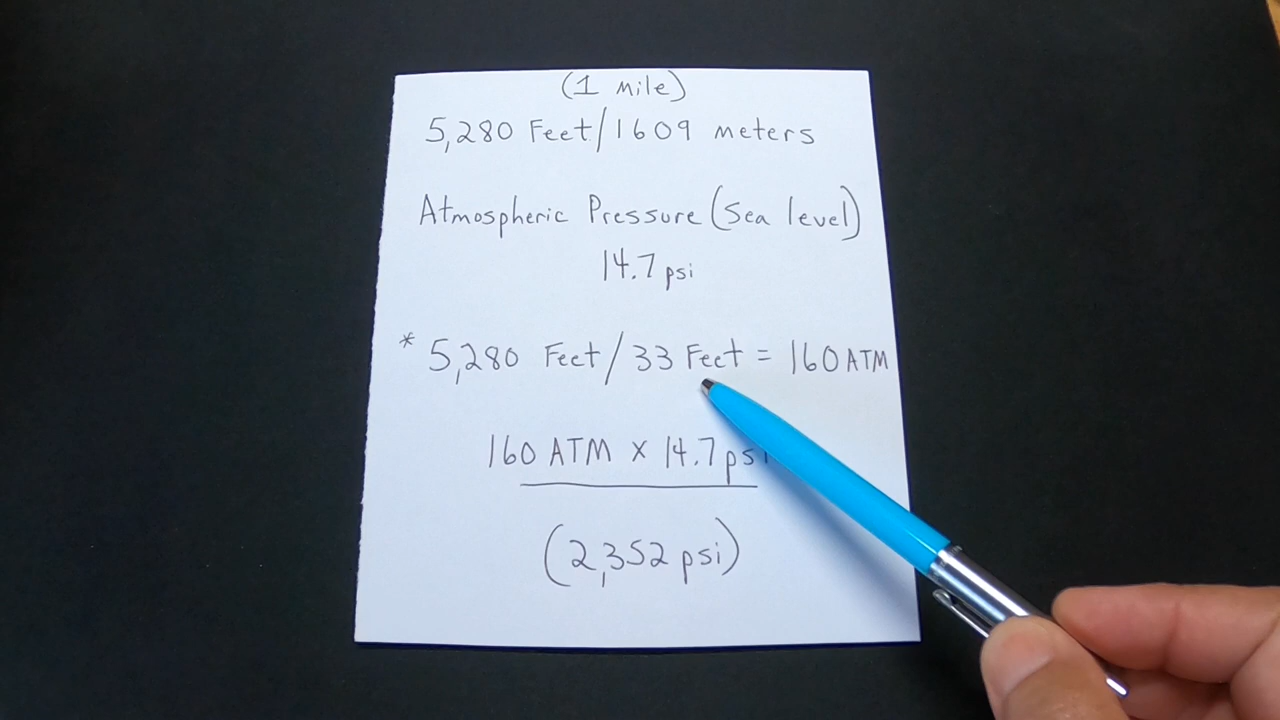 (1 mile)
5,280 Feet/1609 meters
Atmospheric Pressure (Sea level)
14.7 psi
* 5,280 Feet/33 Feet = 160 ATM
160 ATM x 14.7 psi
(2,352 psi)